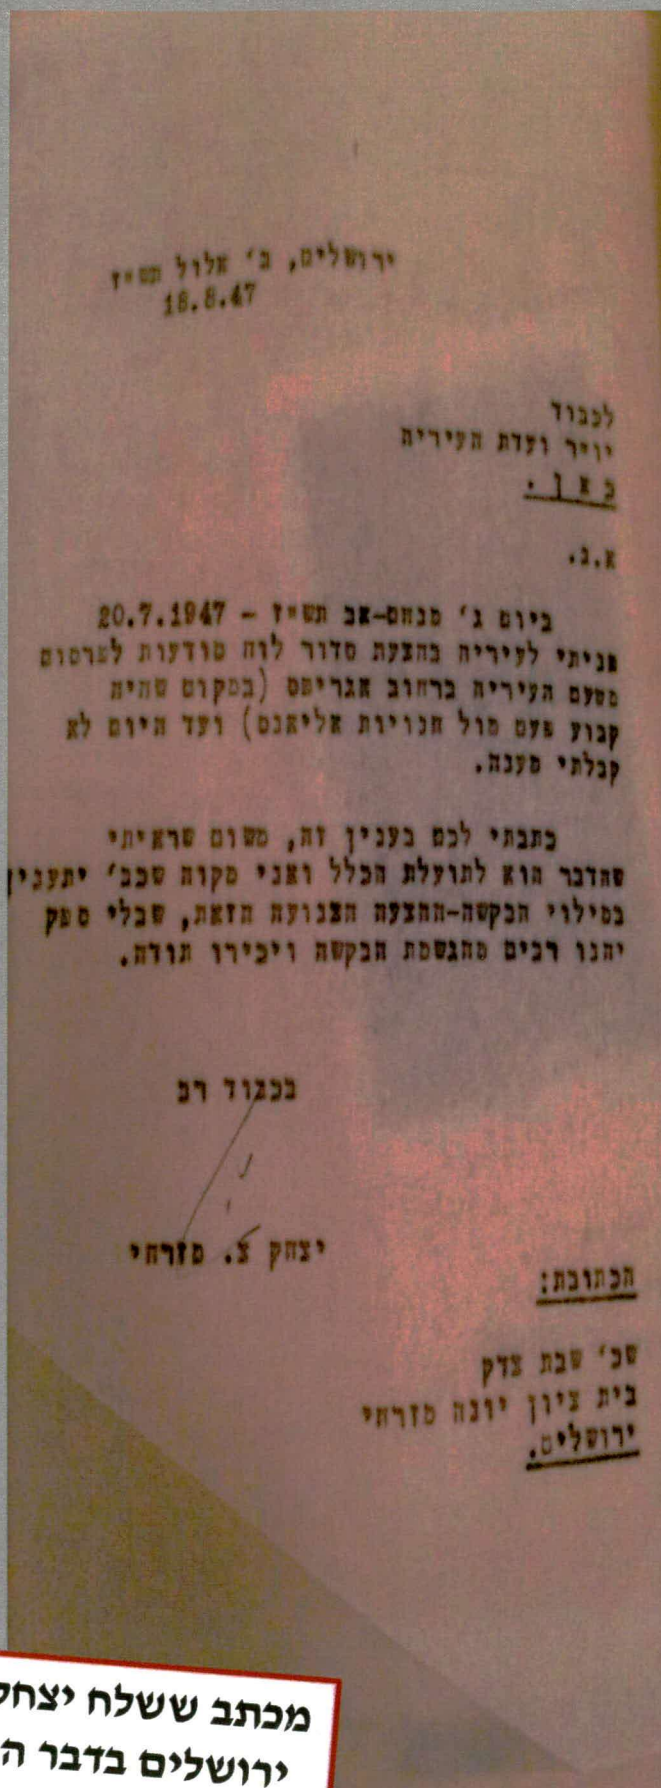 ירושלים, ב' אלול תש"ז
18.8.47
לכבוד
יו"ר ועדת העיריה
כ א ן .
א.נ.
ביום ג' מנחם-אב תש"ז - 20.7.1947
פניתי לעיריה בהצעת סדור לוח מודעות לפרסום
מטעם העיריה ברחוב אגריפס (במקום שהיה
קבוע פעם מול חנויות אליאנס) ועד היום לא
קבלתי מענה.
כתבתי לכם בענין זה, משום שראיתי
שהדבר הוא לתועלת הכלל ואני מקוה שכב' יתענין
במילוי הבקשה-ההצעה הצנועה הזאת, שבלי ספק
יהנו רבים מהגשמת הבקשה ויכירו תודה.
בכבוד רב
יצחק צ. מזרחי
הכתובת:
שכ' שבת צדק
בית ציון יונה מזרחי
ירושלים.
מכתב ששלח יצחק
ירושלים בדבר ה